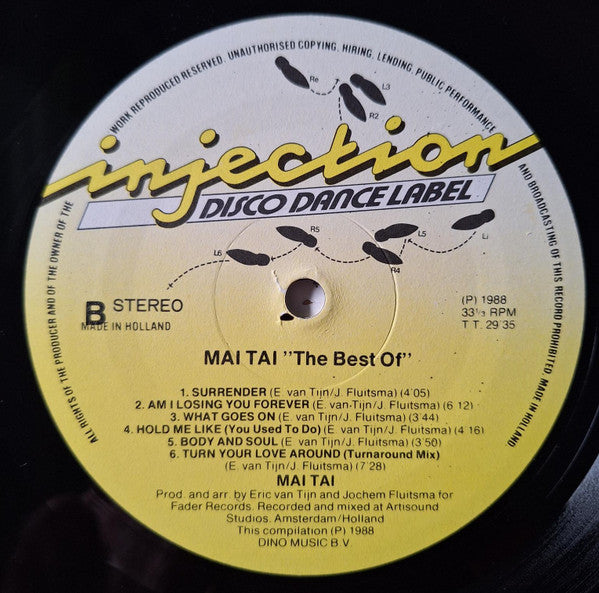 WORK REPRODUCED RESERVED. UNAUTHORISED COPYING, HIRING, LENDING, PUBLIC PERFORMANCE
AND BROADCASTING OF THIS RECORD PROHIBITED. MADE IN HOLLAND
ALL RIGHTS OF THE PRODUCER AND OF THE OWNER OF THE
Re
L3
R2
injection
DISCO DANCE LABEL
L6
R5
R4
L5
Li
B STEREO
MADE IN HOLLAND
(P) 1988
33⅓ RPM
T.T. 29'35
MAI TAI "The Best Of"
1. SURRENDER (E. van Tijn/J. Fluitsma) (4'05)
2. AM I LOSING YOU FOREVER (E. van Tijn/J. Fluitsma) (6'12)
3. WHAT GOES ON (E. van Tijn/J. Fluitsma) (3'44)
4. HOLD ME LIKE (You Used To Do) (E. van Tijn/J. Fluitsma) (4'16)
5. BODY AND SOUL (E. van Tijn/J. Fluitsma) (3'50)
6. TURN YOUR LOVE AROUND (Turnaround Mix)
(E. van Tijn/J. Fluitsma) (7'28)
MAI TAI
Prod. and arr. by Eric van Tijn and Jochem Fluitsma for
Fader Records. Recorded and mixed at Artisound
Studios. Amsterdam/Holland
This compilation (P) 1988
DINO MUSIC B.V.